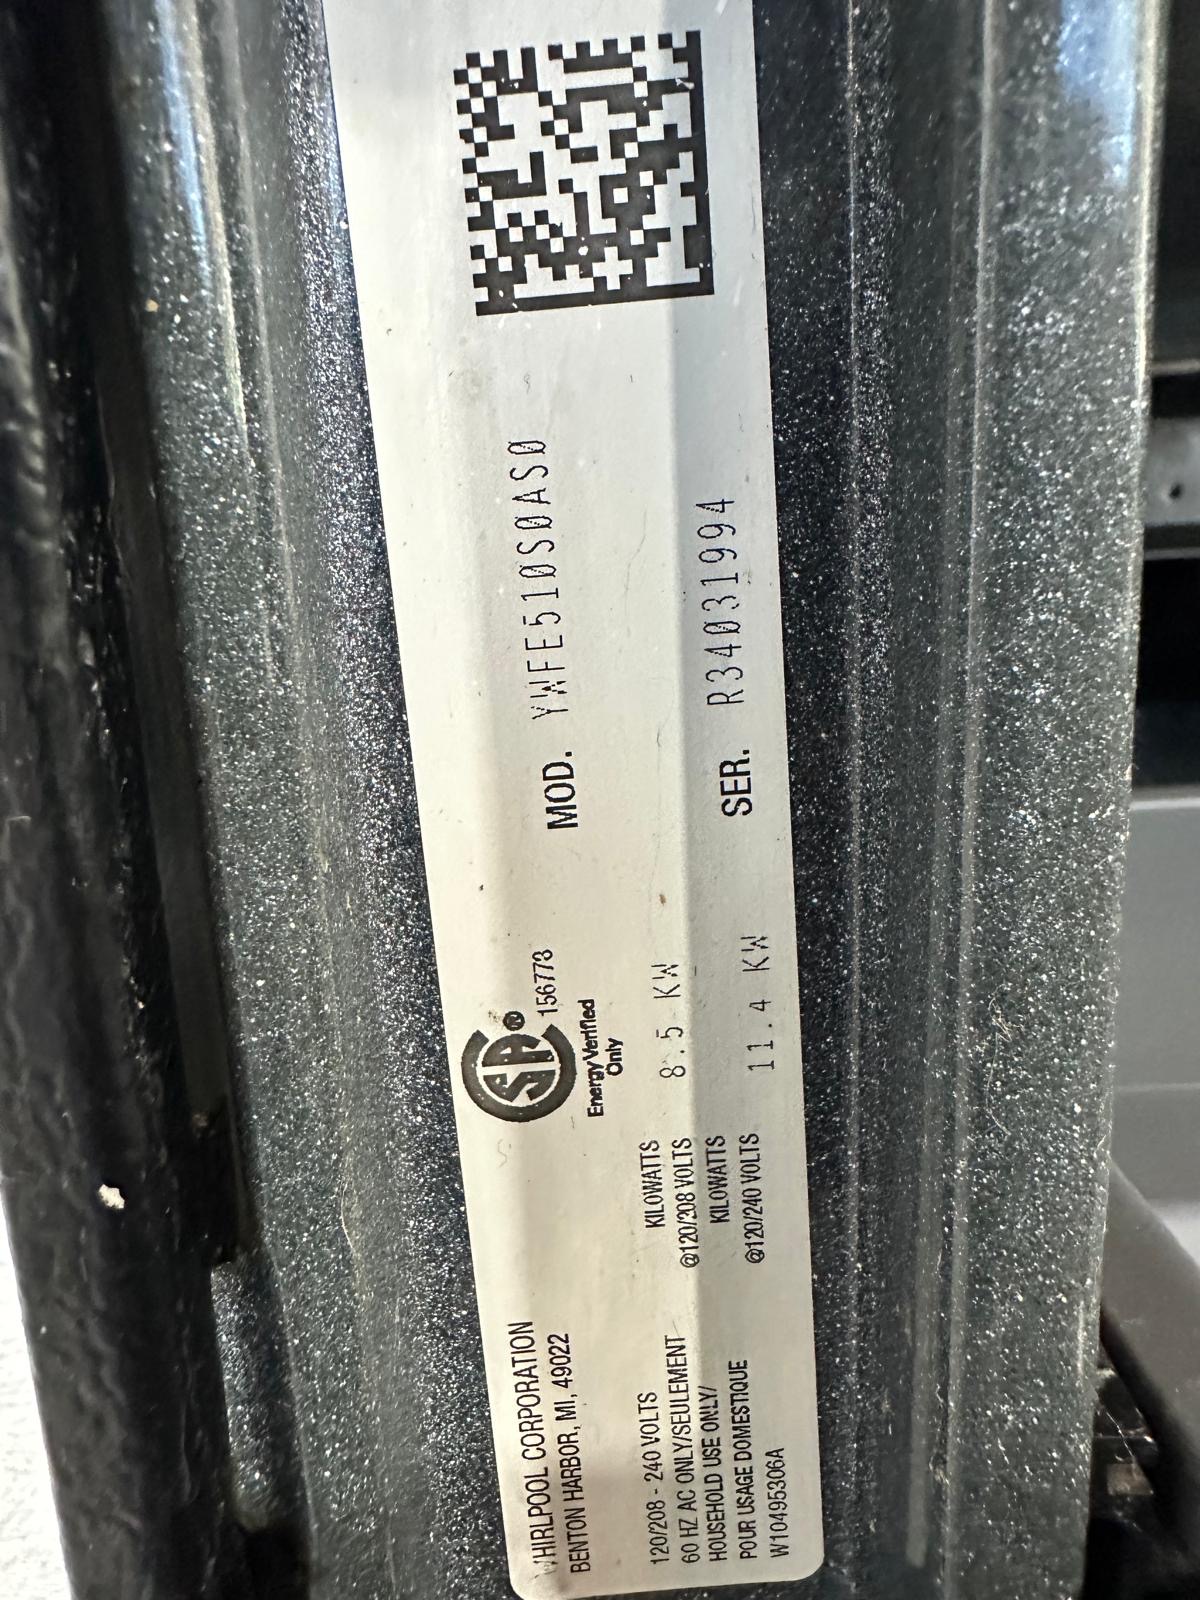 WHIRLPOOL CORPORATION
BENTON HARBOR, MI, 49022
120/208 - 240 VOLTS
60 HZ AC ONLY/SEULEMENT
HOUSEHOLD USE ONLY/
POUR USAGE DOMESTIQUE
W10495306A
KILOWATTS
@120/208 VOLTS 8.5 KW
KILOWATTS
@120/240 VOLTS 11.4 KW
SA®
156773
Energy Verified
Only
MOD. YWFE510S0AS0
SER. R34031994